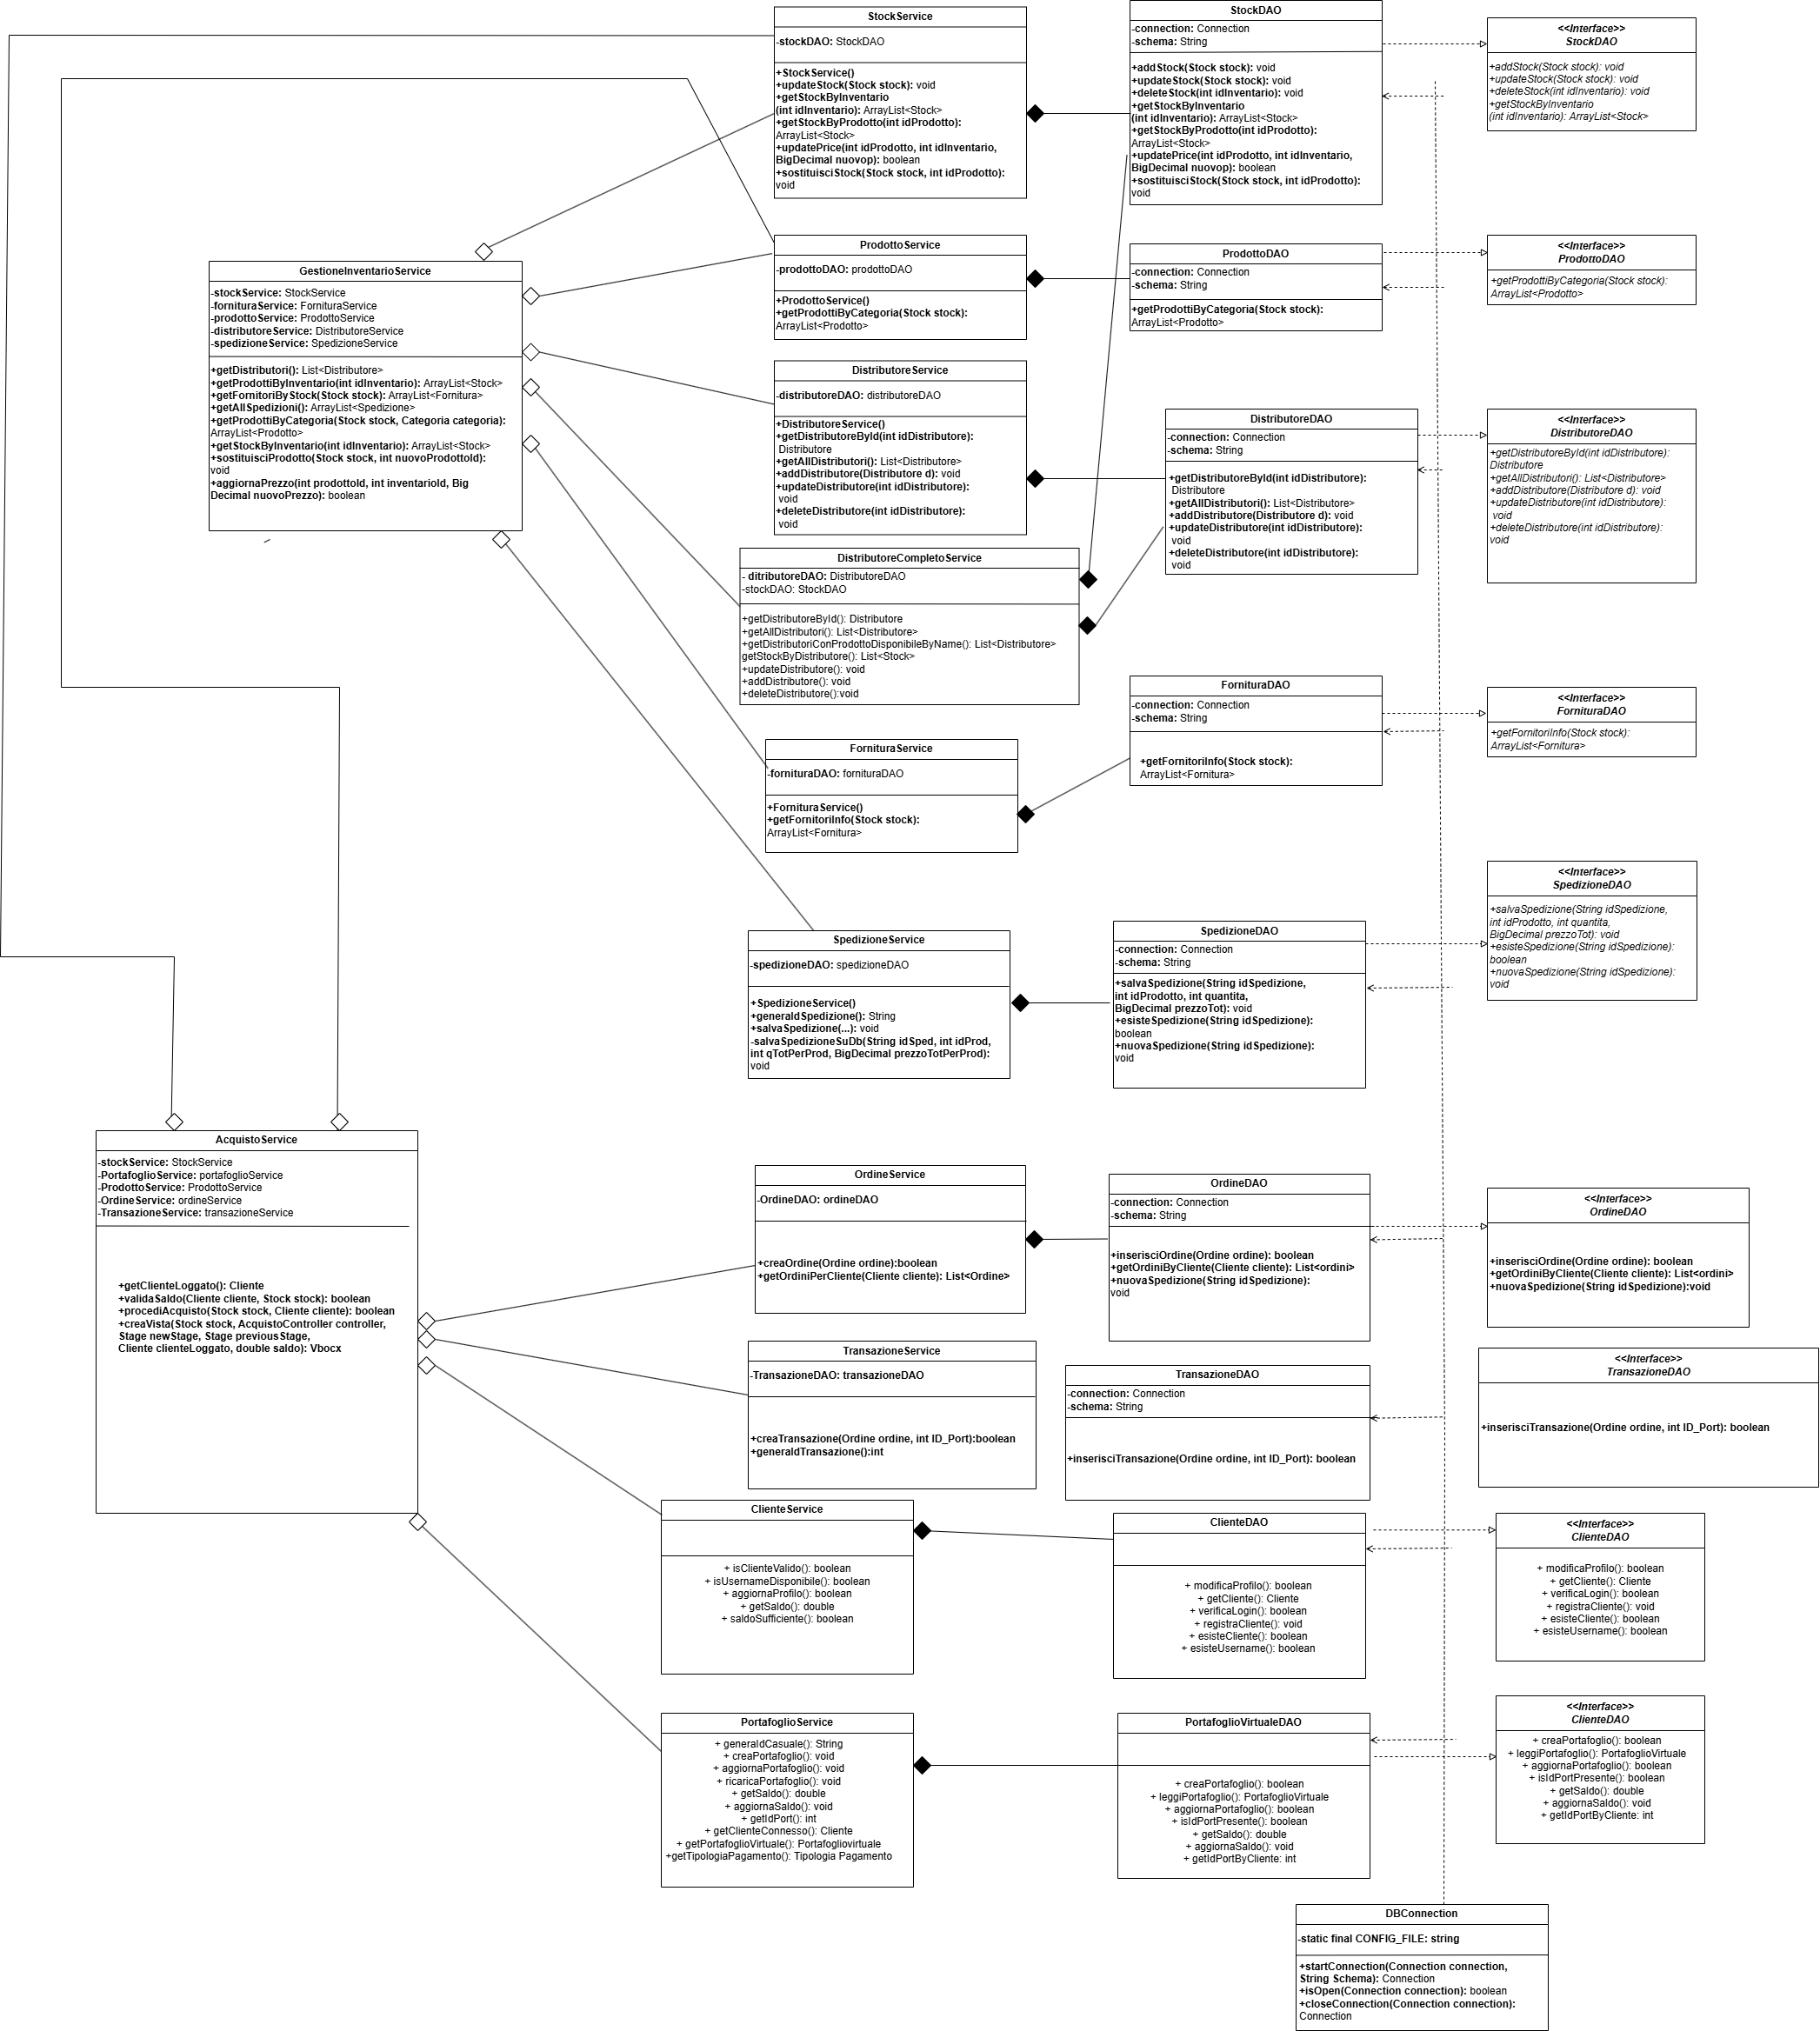 StockService
-stockDAO: StockDAO
+StockService()
+updateStock(Stock stock): void
+getStockByInventario
(int idInventario): ArrayList<Stock>
+getStockByProdotto(int idProdotto):
ArrayList<Stock>
+updatePrice(int idProdotto, int idInventario,
BigDecimal nuovop): boolean
+sostituisciStock(Stock stock, int idProdotto):
void
StockDAO
-connection: Connection
-schema: String
+addStock(Stock stock): void
+updateStock(Stock stock): void
+deleteStock(int idInventario): void
+getStockByInventario
(int idInventario): ArrayList<Stock>
+getStockByProdotto(int idProdotto):
ArrayList<Stock>
+updatePrice(int idProdotto, int idInventario,
BigDecimal nuovop): boolean
+sostituisciStock(Stock stock, int idProdotto):
void
<<Interface>>
StockDAO
+addStock(Stock stock): void
+updateStock(Stock stock): void
+deleteStock(int idInventario): void
+getStockByInventario
(int idInventario): ArrayList<Stock>
GestioneInventarioService
-stockService: StockService
-fornituraService: FornituraService
-prodottoService: ProdottoService
-distributoreService: DistributoreService
-spedizioneService: SpedizioneService
+getDistributori(): List<Distributore>
+getProdottiByInventario(int idInventario): ArrayList<Stock>
+getFornitoriByStock(Stock stock): ArrayList<Fornitura>
+getAllSpedizioni(): ArrayList<Spedizione>
+getProdottiByCategoria(Stock stock, Categoria categoria):
ArrayList<Prodotto>
+getStockByInventario(int idInventario): ArrayList<Stock>
+sostituisciProdotto(Stock stock, int nuovoProdottoId):
void
+aggiornaPrezzo(int prodottoId, int inventarioId, Big
Decimal nuovoPrezzo): boolean
ProdottoService
-prodottoDAO: prodottoDAO
+ProdottoService()
+getProdottiByCategoria(Stock stock):
ArrayList<Prodotto>
ProdottoDAO
-connection: Connection
-schema: String
+getProdottiByCategoria(Stock stock):
ArrayList<Prodotto>
<<Interface>>
ProdottoDAO
+getProdottiByCategoria(Stock stock):
ArrayList<Prodotto>
DistributoreService
-distributoreDAO: distributoreDAO
+DistributoreService()
+getDistributoreById(int idDistributore):
Distributore
+getAllDistributori(): List<Distributore>
+addDistributore(Distributore d): void
+updateDistributore(int idDistributore):
void
+deleteDistributore(int idDistributore):
void
DistributoreDAO
-connection: Connection
-schema: String
+getDistributoreById(int idDistributore):
Distributore
+getAllDistributori(): List<Distributore>
+addDistributore(Distributore d): void
+updateDistributore(int idDistributore):
void
+deleteDistributore(int idDistributore):
void
<<Interface>>
DistributoreDAO
+getDistributoreById(int idDistributore):
Distributore
+getAllDistributori(): List<Distributore>
+addDistributore(Distributore d): void
+updateDistributore(int idDistributore):
void
+deleteDistributore(int idDistributore):
void
DistributoreCompletoService
- ditributoreDAO: DistributoreDAO
-stockDAO: StockDAO
+getDistributoreById(): Distributore
+getAllDistributori(): List<Distributore>
+getDistributoriConProdottoDisponibileByName(): List<Distributore>
getStockByDistributore(): List<Stock>
+updateDistributore(): void
+addDistributore(): void
+deleteDistributore():void
FornituraService
-fornituraDAO: fornituraDAO
+FornituraService()
+getFornitoriInfo(Stock stock):
ArrayList<Fornitura>
FornituraDAO
-connection: Connection
-schema: String
+getFornitoriInfo(Stock stock):
ArrayList<Fornitura>
<<Interface>>
FornituraDAO
+getFornitoriInfo(Stock stock):
ArrayList<Fornitura>
SpedizioneService
-spedizioneDAO: spedizioneDAO
+SpedizioneService()
+generaIdSpedizione(): String
+salvaSpedizione(...): void
-salvaSpedizioneSuDb(String idSped, int idProd,
int qTotPerProd, BigDecimal prezzoTotPerProd):
void
SpedizioneDAO
-connection: Connection
-schema: String
+salvaSpedizione(String idSpedizione,
int idProdotto, int quantita,
BigDecimal prezzoTot): void
+esisteSpedizione(String idSpedizione):
boolean
+nuovaSpedizione(String idSpedizione):
void
<<Interface>>
SpedizioneDAO
+salvaSpedizione(String idSpedizione,
int idProdotto, int quantita,
BigDecimal prezzoTot): void
+esisteSpedizione(String idSpedizione):
boolean
+nuovaSpedizione(String idSpedizione):
void
AcquistoService
-stockService: StockService
-PortafoglioService: portafoglioService
-ProdottoService: ProdottoService
-OrdineService: ordineService
-TransazioneService: transazioneService
+getClienteLoggato(): Cliente
+validaSaldo(Cliente cliente, Stock stock): boolean
+procediAcquisto(Stock stock, Cliente cliente): boolean
+creaVista(Stock stock, AcquistoController controller,
Stage newStage, Stage previousStage,
Cliente clienteLoggato, double saldo): Vbocx
OrdineService
-OrdineDAO: ordineDAO
+creaOrdine(Ordine ordine):boolean
+getOrdiniPerCliente(Cliente cliente): List<Ordine>
OrdineDAO
-connection: Connection
-schema: String
+inserisciOrdine(Ordine ordine): boolean
+getOrdiniByCliente(Cliente cliente): List<ordini>
+nuovaSpedizione(String idSpedizione):
void
<<Interface>>
OrdineDAO
+inserisciOrdine(Ordine ordine): boolean
+getOrdiniByCliente(Cliente cliente): List<ordini>
+nuovaSpedizione(String idSpedizione):void
TransazioneService
-TransazioneDAO: transazioneDAO
+creaTransazione(Ordine ordine, int ID_Port):boolean
+generaIdTransazione():int
TransazioneDAO
-connection: Connection
-schema: String
+inserisciTransazione(Ordine ordine, int ID_Port): boolean
<<Interface>>
TransazioneDAO
+inserisciTransazione(Ordine ordine, int ID_Port): boolean
ClienteService
+ isClienteValido(): boolean
+ isUsernameDisponibile(): boolean
+ aggiornaProfilo(): boolean
+ getSaldo(): double
+ saldoSufficiente(): boolean
ClienteDAO
+ modificaProfilo(): boolean
+ getCliente(): Cliente
+ verificaLogin(): boolean
+ registraCliente(): void
+ esisteCliente(): boolean
+ esisteUsername(): boolean
<<Interface>>
ClienteDAO
+ modificaProfilo(): boolean
+ getCliente(): Cliente
+ verificaLogin(): boolean
+ registraCliente(): void
+ esisteCliente(): boolean
+ esisteUsername(): boolean
PortafoglioService
+ generaIdCasuale(): String
+ creaPortafoglio(): void
+ aggiornaPortafoglio(): void
+ ricaricaPortafoglio(): void
+ getSaldo(): double
+ aggiornaSaldo(): void
+ getIdPort(): int
+ getClienteConnesso(): Cliente
+ getPortafoglioVirtuale(): Portafogliovirtuale
+getTipologiaPagamento(): Tipologia Pagamento
PortafoglioVirtualeDAO
+ creaPortafoglio(): boolean
+ leggiPortafoglio(): PortafoglioVirtuale
+ aggiornaPortafoglio(): boolean
+ isIdPortPresente(): boolean
+ getSaldo(): double
+ aggiornaSaldo(): void
+ getIdPortByCliente: int
<<Interface>>
ClienteDAO
+ creaPortafoglio(): boolean
+ leggiPortafoglio(): PortafoglioVirtuale
+ aggiornaPortafoglio(): boolean
+ isIdPortPresente(): boolean
+ getSaldo(): double
+ aggiornaSaldo(): void
+ getIdPortByCliente: int
DBConnection
-static final CONFIG_FILE: string
+startConnection(Connection connection,
String Schema): Connection
+isOpen(Connection connection): boolean
+closeConnection(Connection connection):
Connection